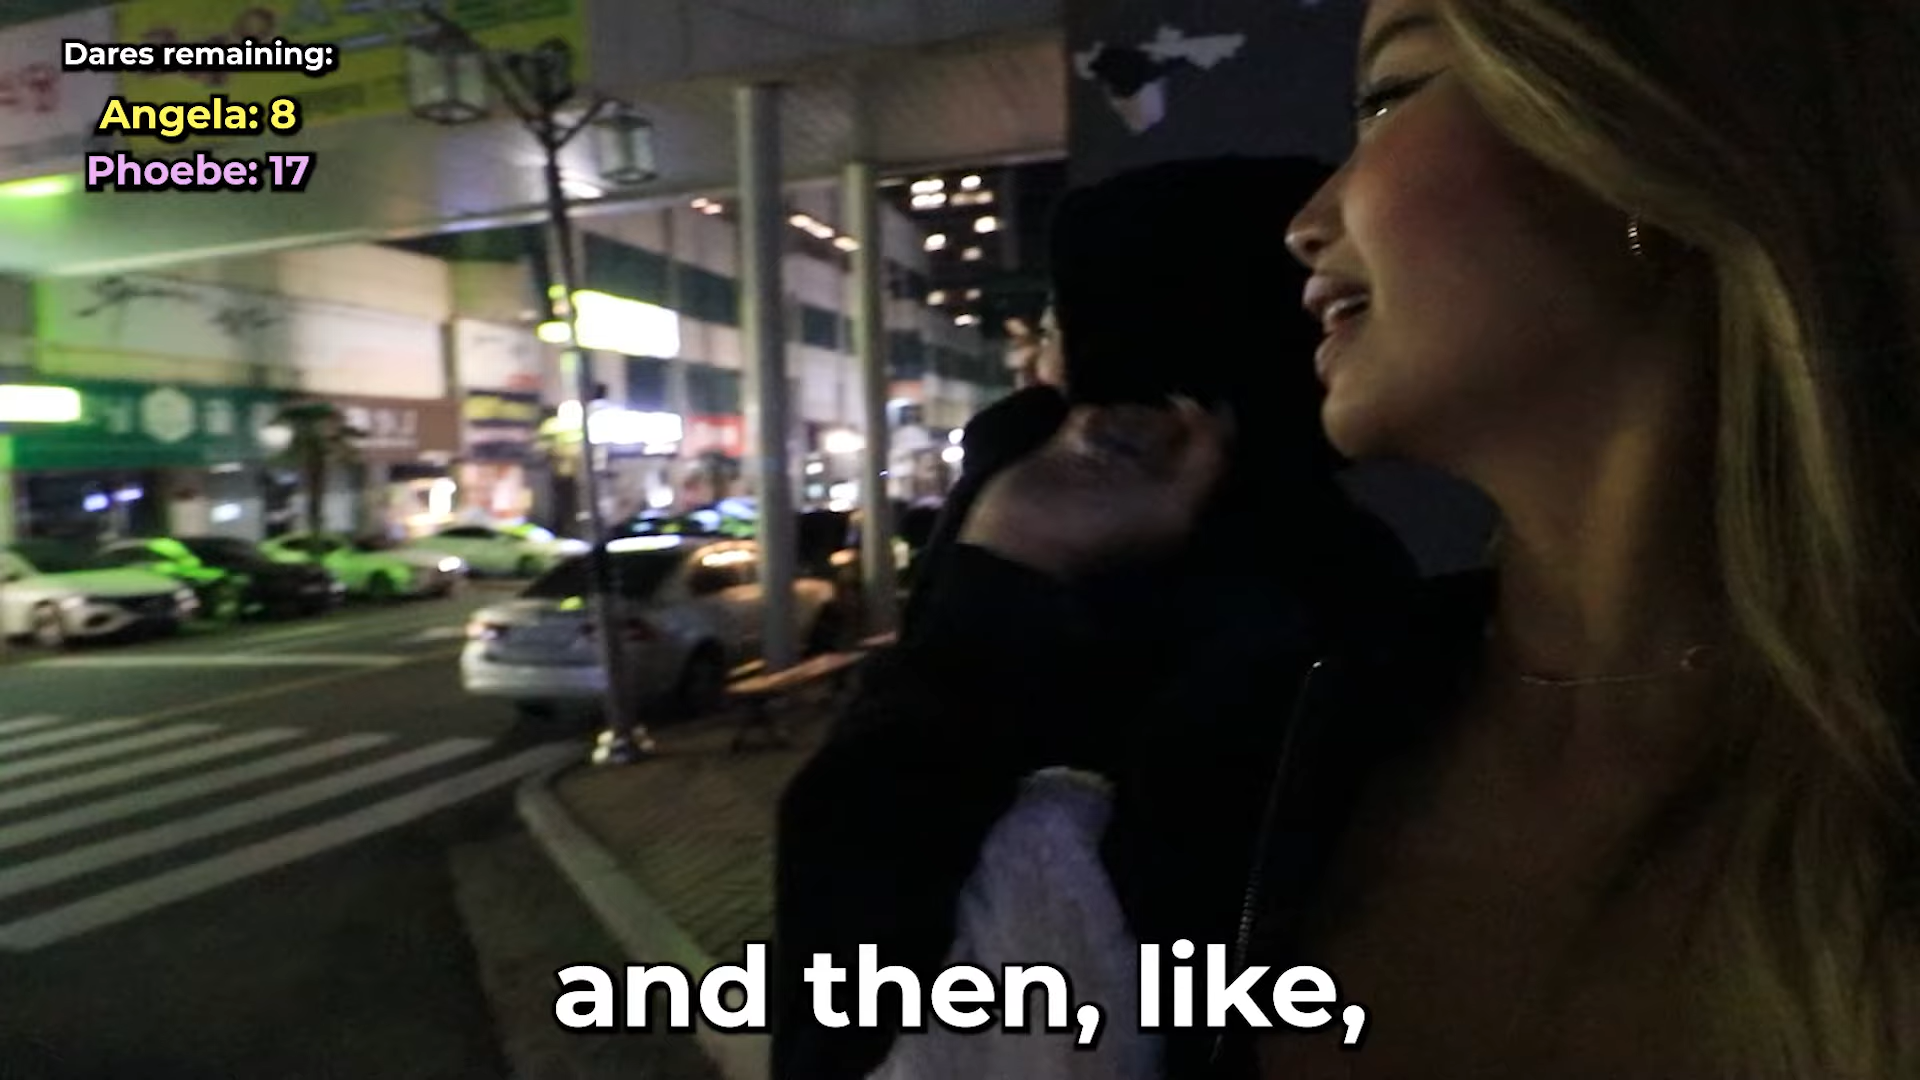 Dares remaining:
Angela: 8
Phoebe: 17
and then, like,